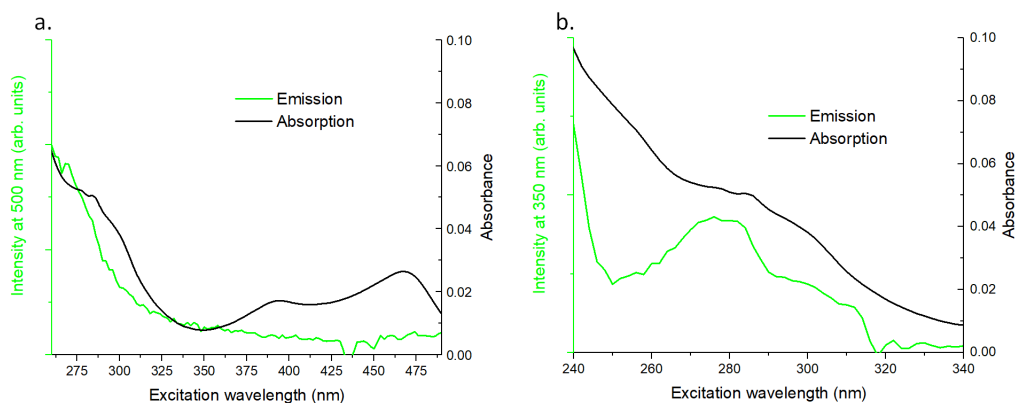 a.
Intensity at 500 nm (arb. units)
Emission
Absorption
0.10
0.08
0.06
0.04
0.02
0.00
Absorbance
275 300 325 350 375 400 425 450 475
Excitation wavelength (nm)
b.
Intensity at 350 nm (arb. units)
Emission
Absorption
0.10
0.08
0.06
0.04
0.02
0.00
Absorbance
240 260 280 300 320 340
Excitation wavelength (nm)